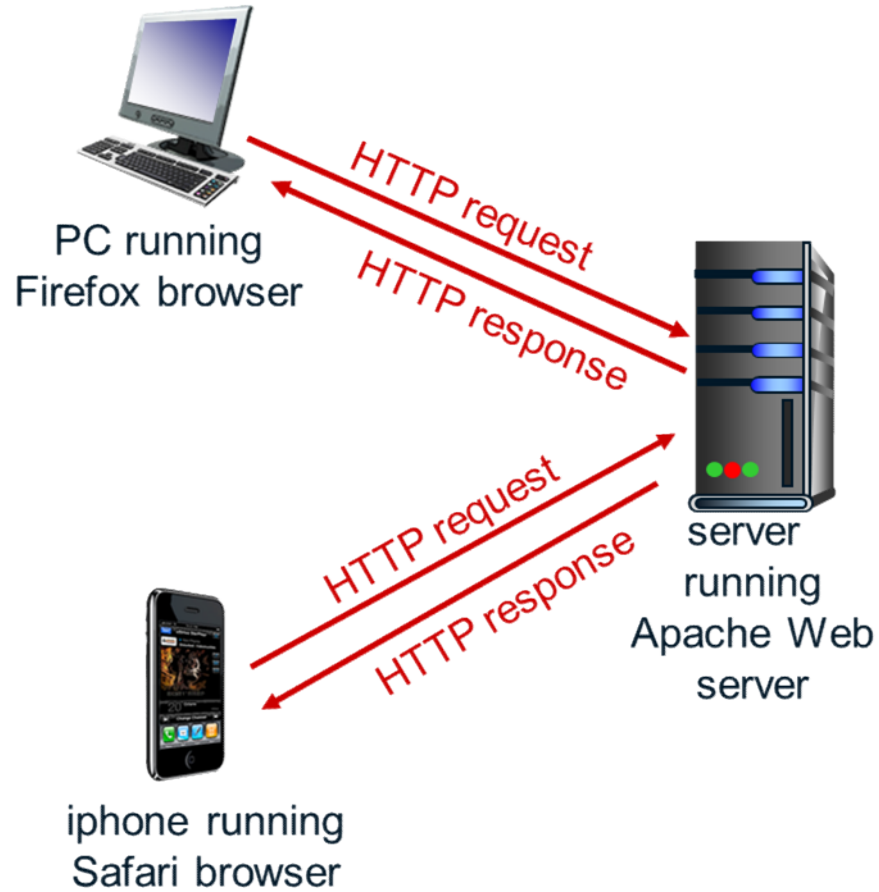 HTTP request
HTTP response
PC running
Firefox browser
HTTP request
HTTP response
server
running
Apache Web
server
iphone running
Safari browser